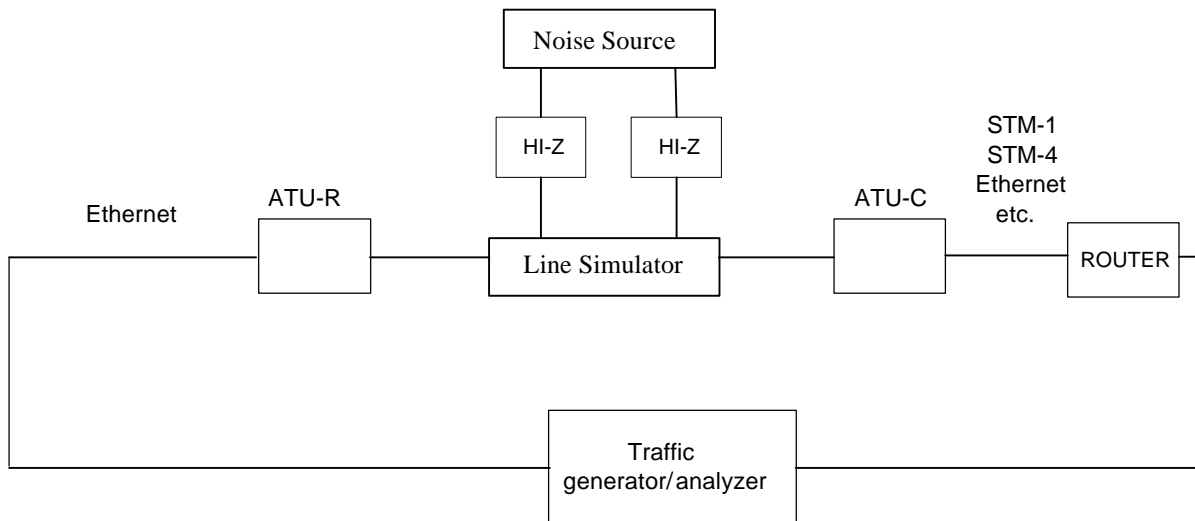 Noise Source
HI-Z
HI-Z
STM-1
STM-4
Ethernet
etc.
Ethernet
ATU-R
ATU-C
Line Simulator
ROUTER
Traffic
generator/analyzer